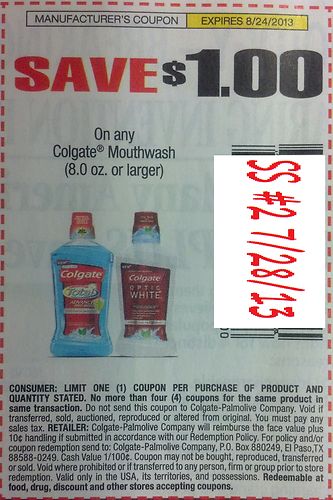 MANUFACTURER'S COUPON EXPIRES 8/24/2013
SAVE $1.00
On any
Colgate® Mouthwash
(8.0 oz. or larger)
SS #2 7/28/13
Colgate
Total
ADVANCED
Colgate
OPTIC
WHITE
CONSUMER: LIMIT ONE (1) COUPON PER PURCHASE OF PRODUCT AND
QUANTITY STATED. No more than four (4) coupons for the same product in
same transaction. Do not send this coupon to Colgate-Palmolive Company. Void if
transferred, sold, auctioned, reproduced or altered from original. You must pay any
sales tax. RETAILER: Colgate-Palmolive Company will reimburse the face value plus
10¢ handling if submitted in accordance with our Redemption Policy. For policy and/or
coupon redemption send to: Colgate-Palmolive Company, P.O. Box 880249, El Paso,TX
88588-0249. Cash Value 1/100¢. Coupon may not be bought, reproduced, transferred
or sold. Void where prohibited or if transferred to any person, firm or group prior to store
redemption. Valid only in the USA, its territories, and possessions. Redeemable at
food, drug, discount and other stores accepting coupons.